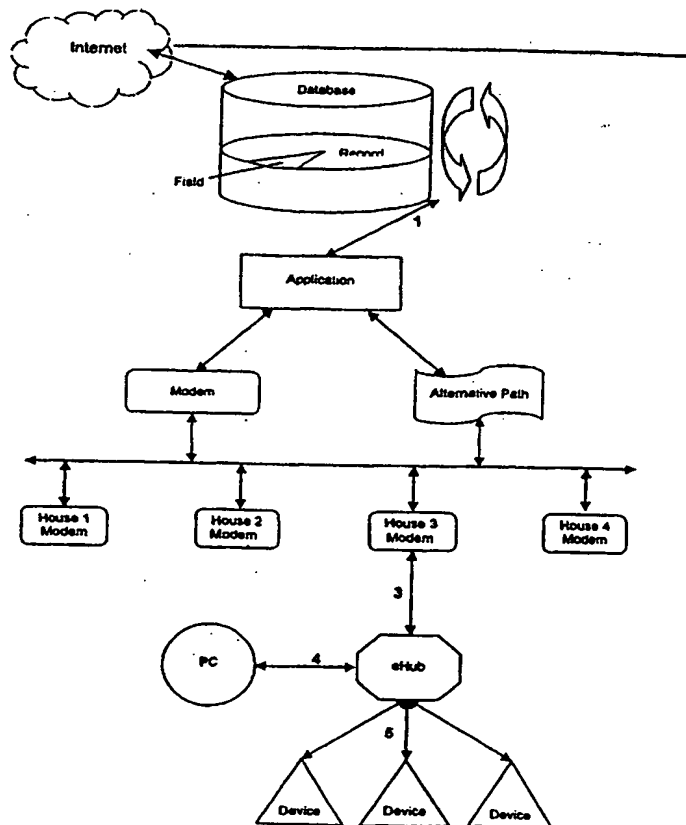 Internet
Database
Record
Field
1
Application
Modem
Alternative Path
House 1
Modem
House 2
Modem
House 3
Modem
House 4
Modem
3
PC
4
eHub
5
Device
Device
Device